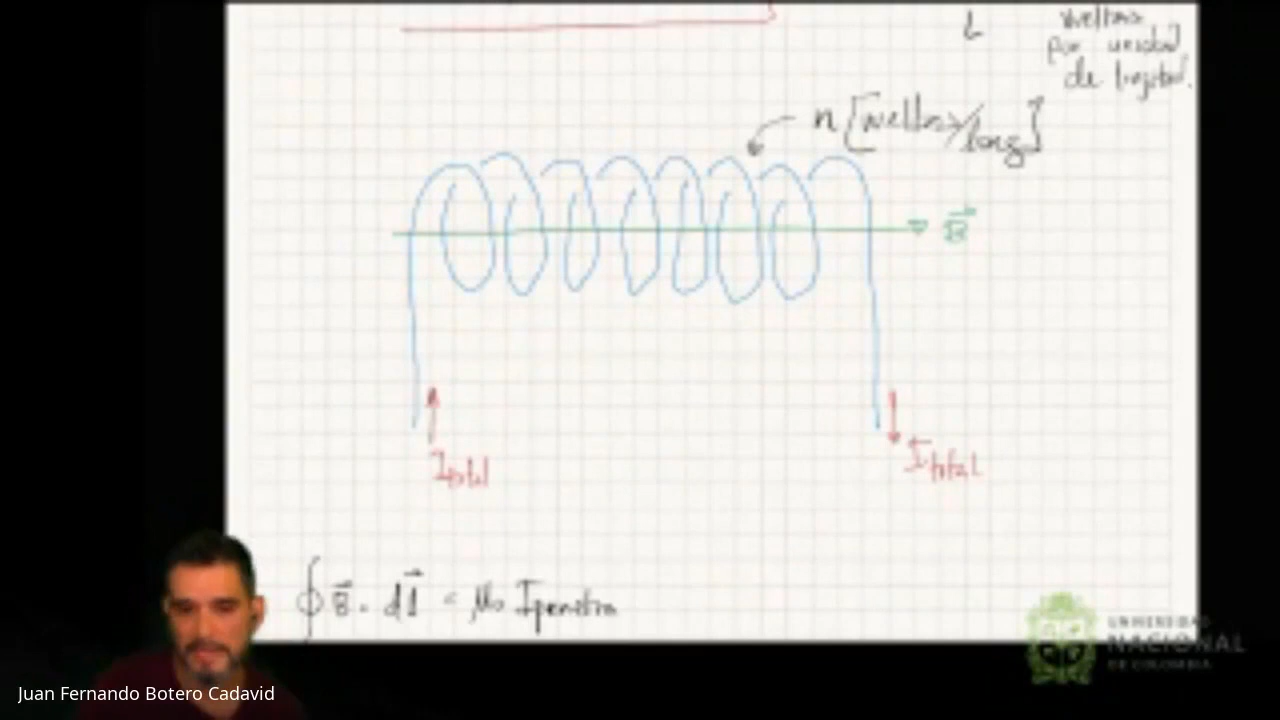 L
vueltas
por unidad
de longitud.
n [vueltas/long]
B
I total
I total
∮ B⃗ . dl⃗ = μ₀ I penetra
Juan Fernando Botero Cadavid
UNIVERSIDAD
NACIONAL
DE COLOMBIA